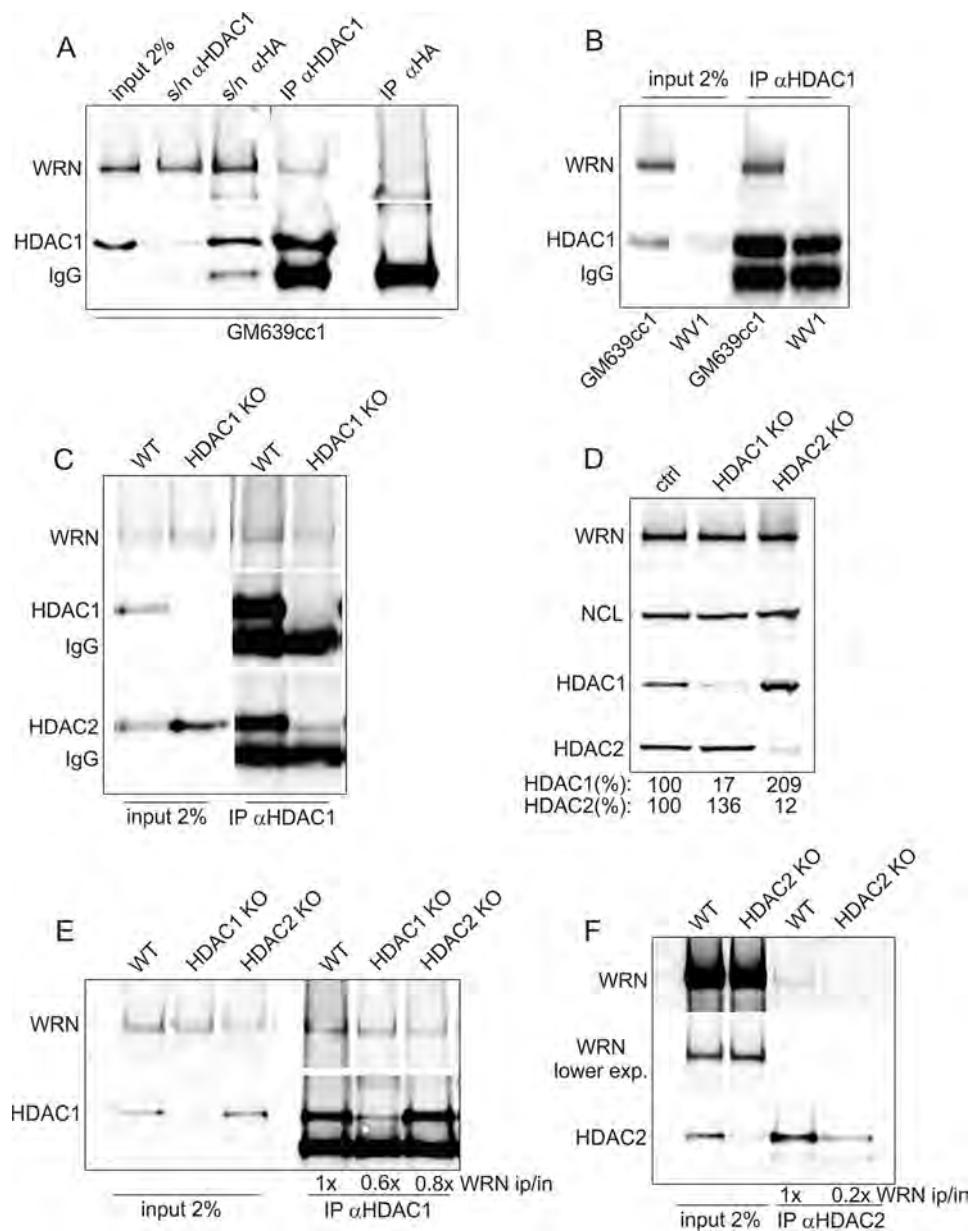 A
input 2%
s/n αHDAC1
s/n αHA
IP αHDAC1
IP αHA
WRN
HDAC1
IgG
GM639cc1
B
input 2%
IP αHDAC1
WRN
HDAC1
IgG
GM639cc1
WV1
GM639cc1
WV1
C
WT
HDAC1 KO
WT
HDAC1 KO
WRN
HDAC1
IgG
HDAC2
IgG
input 2%
IP αHDAC1
D
ctrl
HDAC1 KO
HDAC2 KO
WRN
NCL
HDAC1
HDAC2
HDAC1(%): 100 17 209
HDAC2(%): 100 136 12
E
WT
HDAC1 KO
HDAC2 KO
WT
HDAC1 KO
HDAC2 KO
WRN
HDAC1
1x 0.6x 0.8x WRN ip/in
input 2%
IP αHDAC1
F
WT
HDAC2 KO
WT
HDAC2 KO
WRN
WRN
lower exp.
HDAC2
1x 0.2x WRN ip/in
input 2%
IP αHDAC2